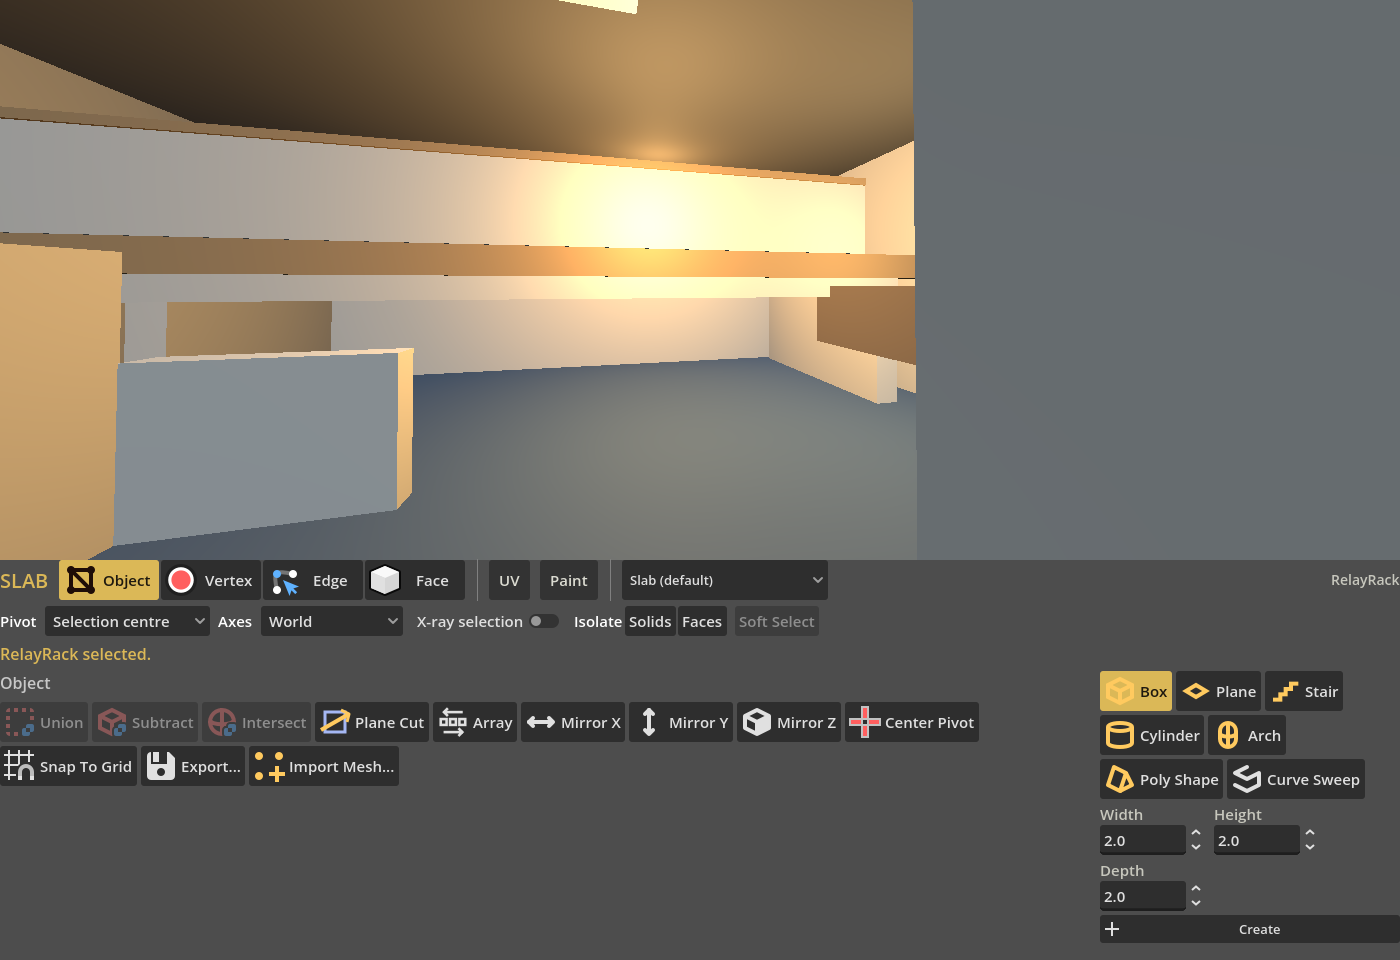 SLAB Object Vertex Edge Face UV Paint Slab (default) RelayRack
Pivot Selection centre Axes World X-ray selection Isolate Solids Faces Soft Select
RelayRack selected.
Object
Union Subtract Intersect Plane Cut Array Mirror X Mirror Y Mirror Z Center Pivot
Snap To Grid Export... Import Mesh...
Box Plane Stair
Cylinder Arch
Poly Shape Curve Sweep
Width Height
2.0 2.0
Depth
2.0
Create